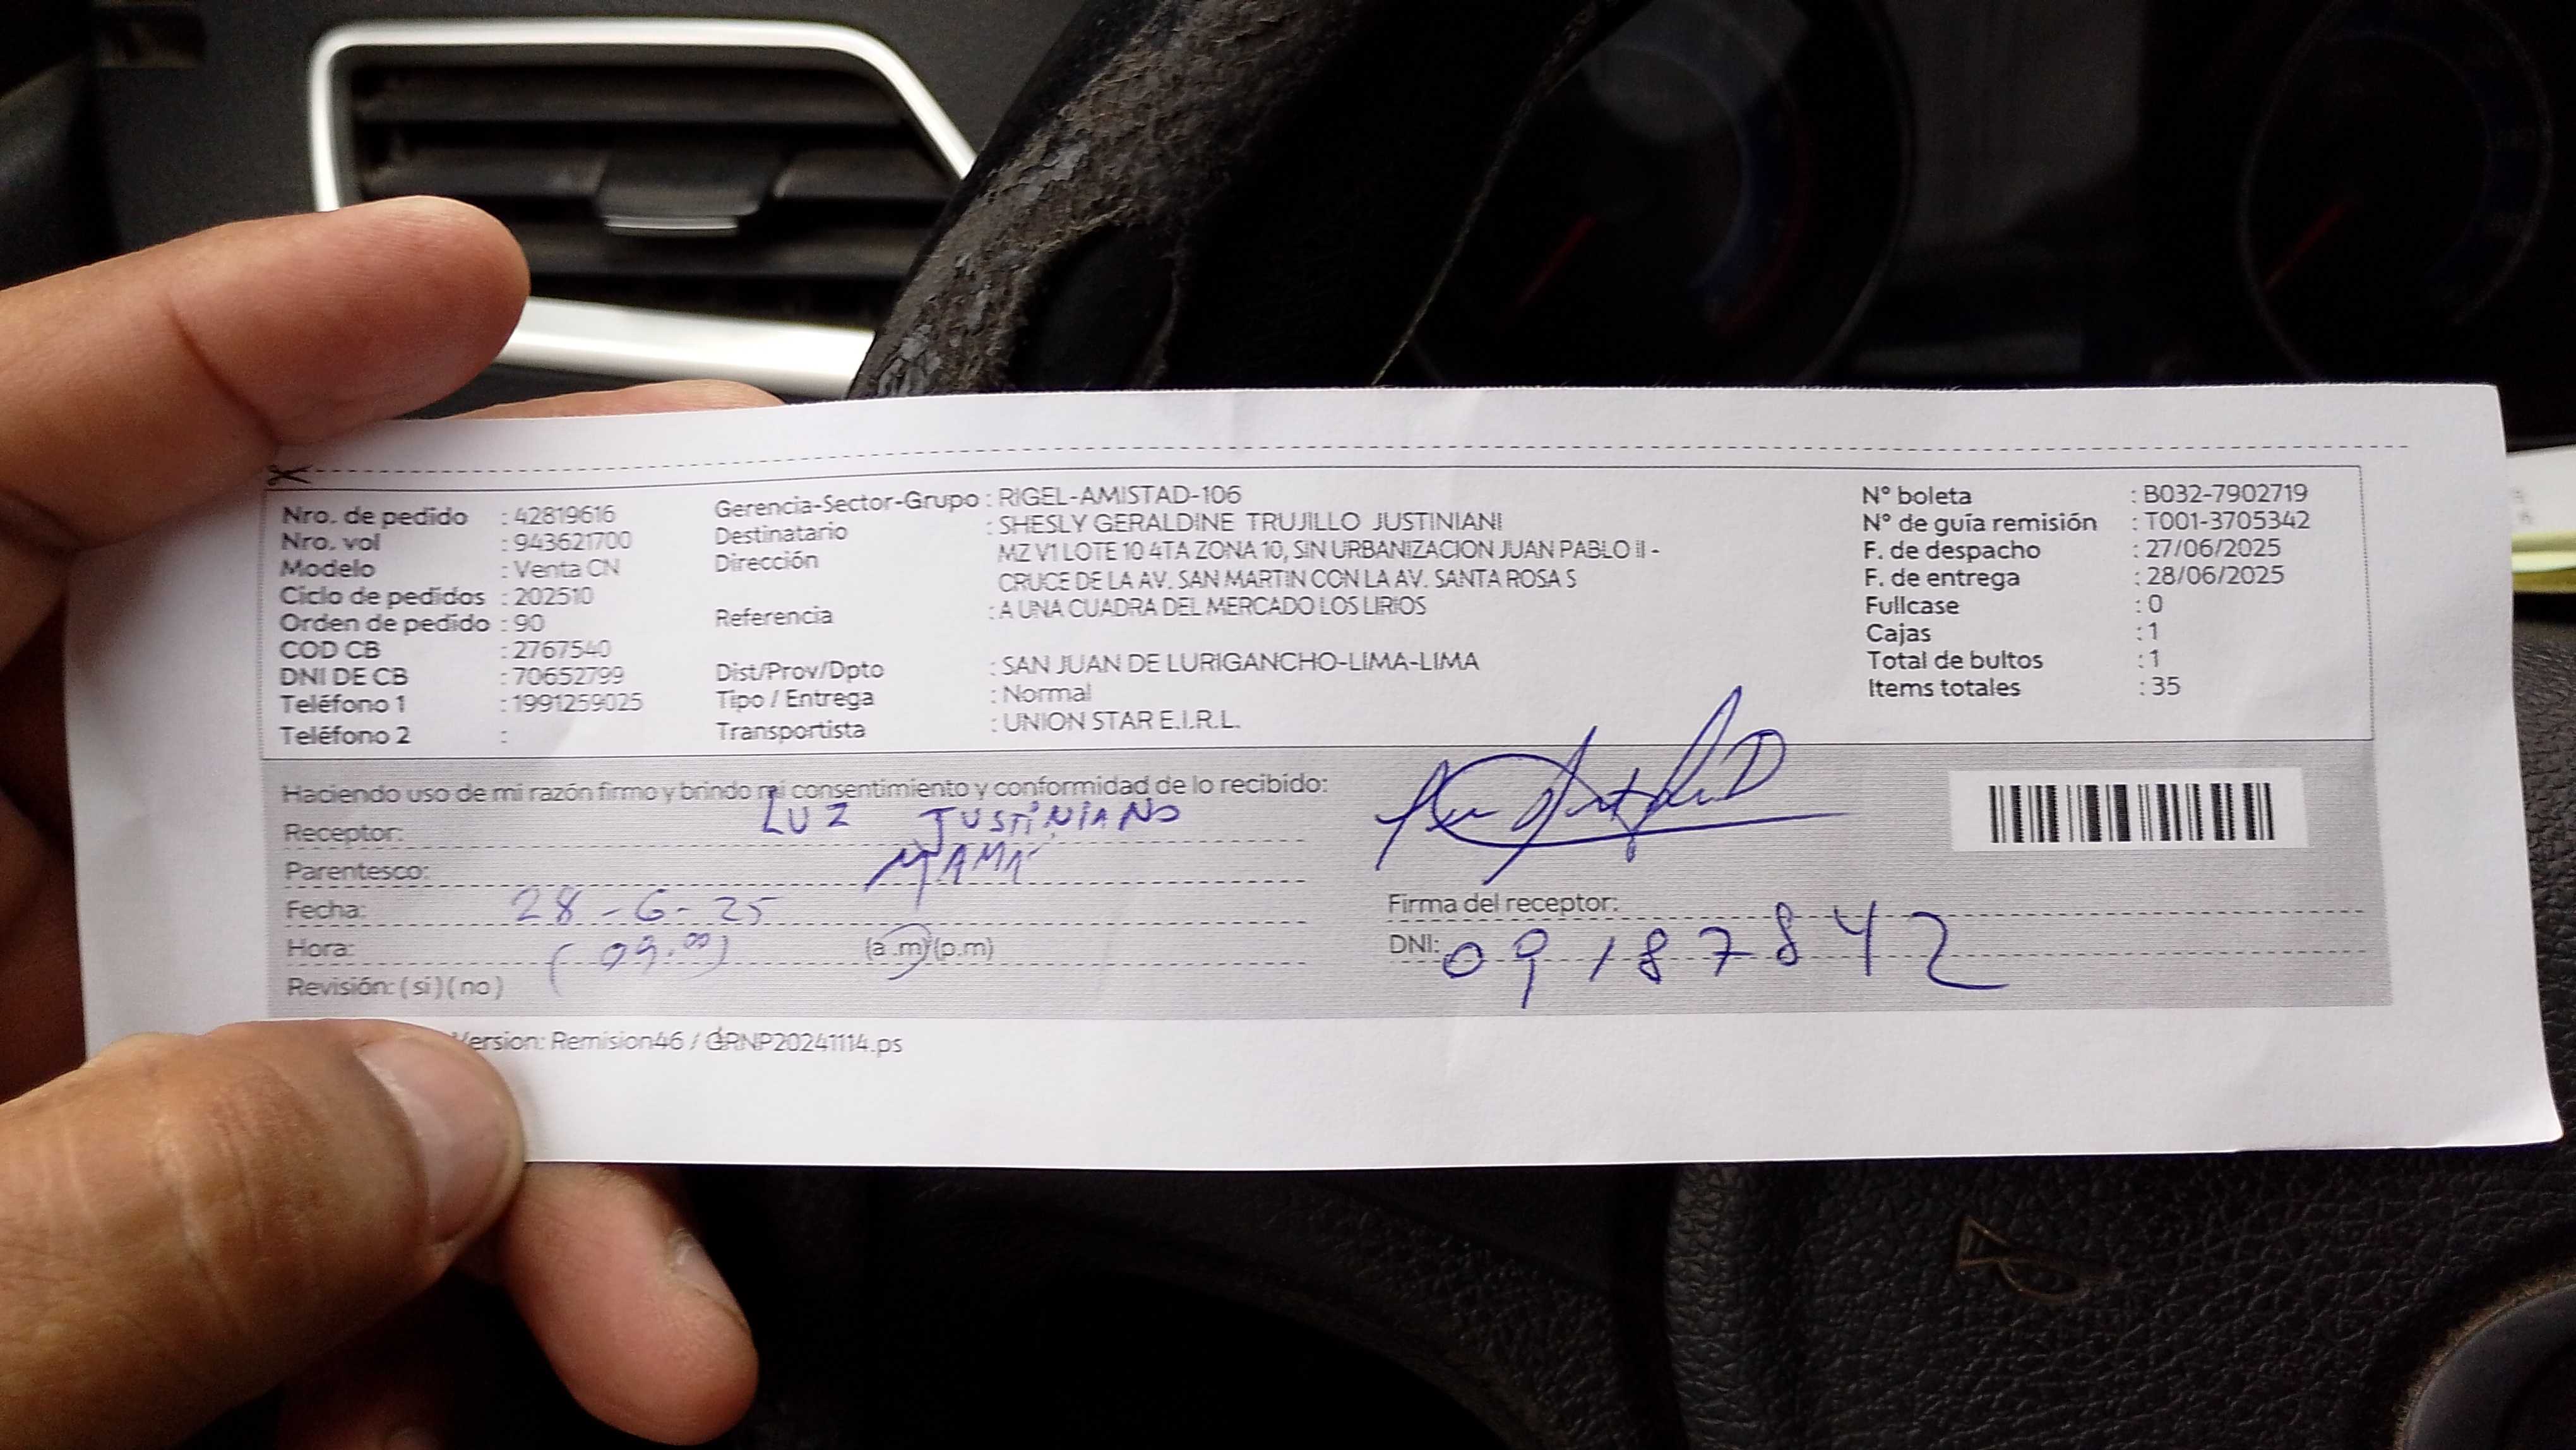 Nro. de pedido : 42819616
Nro. vol : 943621700
Modelo : Venta CN
Ciclo de pedidos : 202510
Orden de pedido : 90
COD CB : 2767540
DNI DE CB : 70652799
Teléfono 1 : 1991259025
Teléfono 2 :
Gerencia-Sector-Grupo : RIGEL-AMISTAD-106
Destinatario : SHESLY GERALDINE TRUJILLO JUSTINIANI
Dirección MZ V1 LOTE 10 4TA ZONA 10, SIN URBANIZACION JUAN PABLO II -
CRUCE DE LA AV. SAN MARTIN CON LA AV. SANTA ROSA S
Referencia : A UNA CUADRA DEL MERCADO LOS LIRIOS
Dist/Prov/Dpto : SAN JUAN DE LURIGANCHO-LIMA-LIMA
Tipo / Entrega : Normal
Transportista : UNION STAR E.I.R.L.
N° boleta : B032-7902719
N° de guía remisión : T001-3705342
F. de despacho : 27/06/2025
F. de entrega : 28/06/2025
Fullcase : 0
Cajas : 1
Total de bultos : 1
Items totales : 35
Haciendo uso de mi razón firmo y brindo mi consentimiento y conformidad de lo recibido:
Receptor: LUZ JUSTINIANO
Parentesco: MAMÁ
Fecha: 28-6-25
Hora: (09:00) (a.m)(p.m)
Revisión: (si)(no)
Firma del receptor:
DNI: 09187842
Version: Remision46 / GRNP20241114.ps